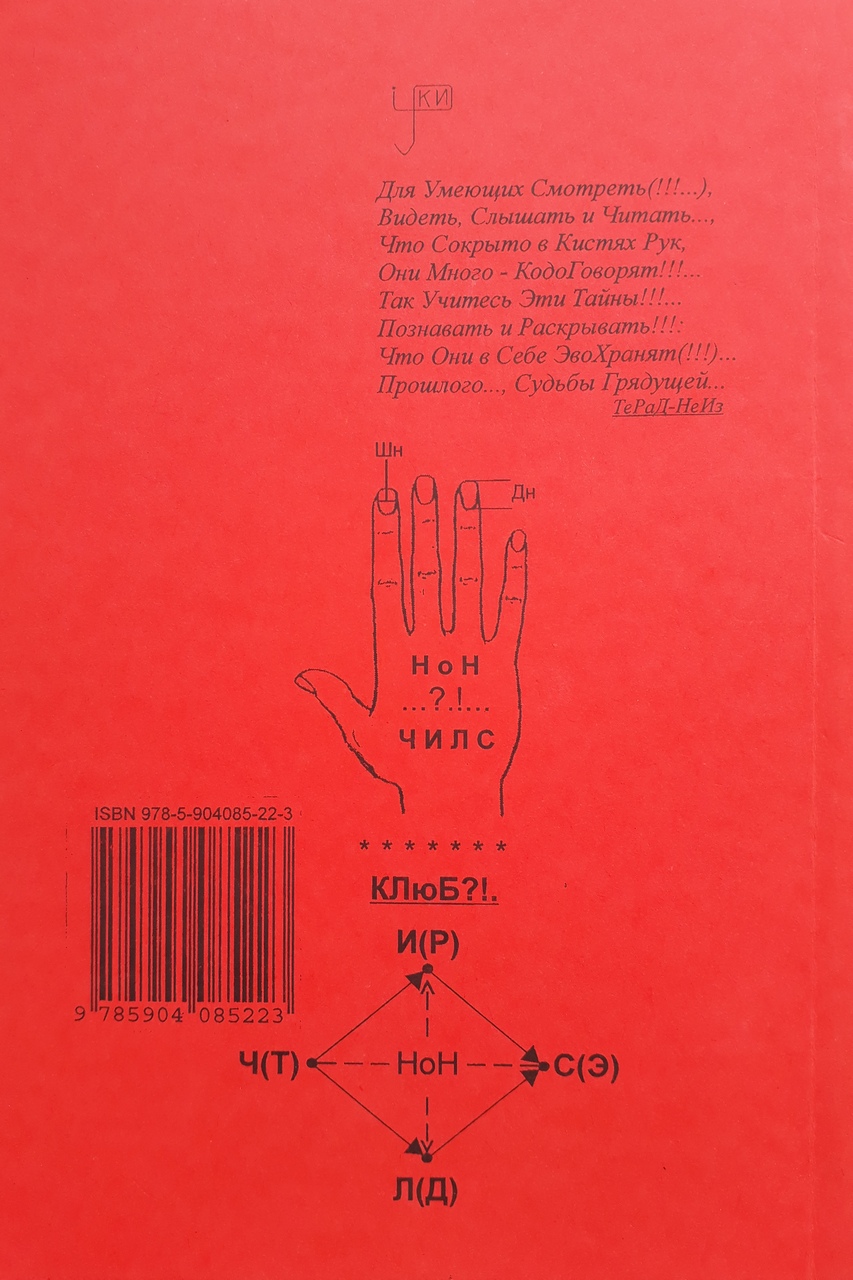 УКИ
Для Умеющих Смотреть(!!!...),
Видеть, Слышать и Читать...,
Что Сокрыто в Кистях Рук,
Они Много - КодоГоворят!!!...
Так Учитесь Эти Тайны!!!...
Познавать и Раскрывать!!!:
Что Они в Себе ЭвоХранят(!!!)...
Прошлого..., Судьбы Грядущей...
ТеРаД-НеИз
Шн
Дн
НоН
...?.!...
ЧИЛС
ISBN 978-5-904085-22-3
9 785904 085223
* * * * * * *
КЛюБ?!.
И(Р)
Ч(Т)
НоН
С(Э)
Л(Д)